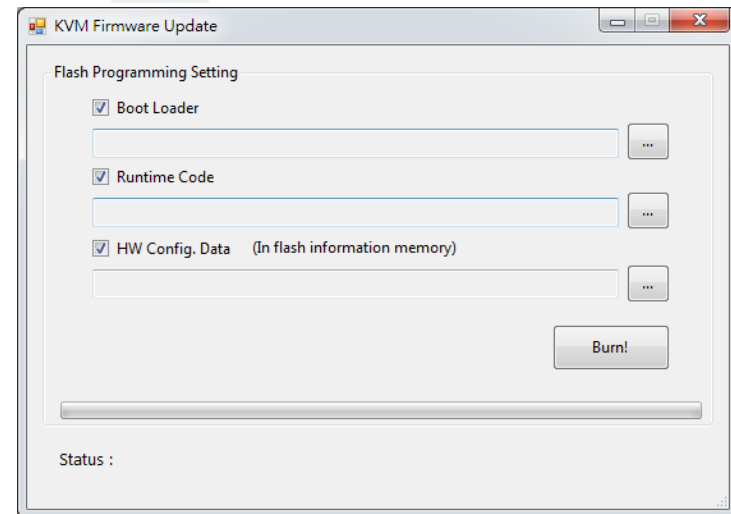 KVM Firmware Update
Flash Programming Setting
Boot Loader
...
Runtime Code
...
HW Config. Data (In flash information memory)
...
Burn!
Status :